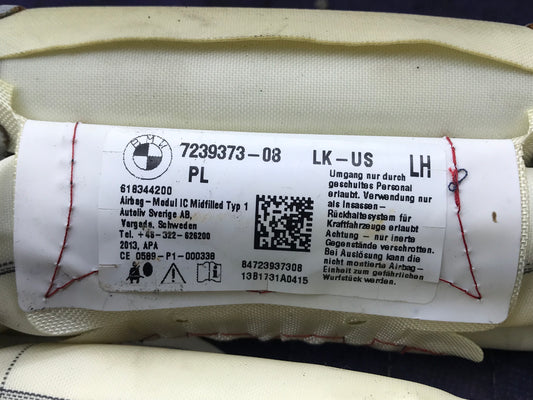 BMW
7239373-08 LK-US LH
PL
618344200
Airbag-Modul IC Midfilled Typ 1
Autoliv Sverige AB,
Vargarda, Schweden
Tel. +46-322-626200
2013, APA
CE 0589-P1-000338
84723937308
13B1731A0415
Umgang nur durch
geschultes Personal
erlaubt. Verwendung nur
als Insassen-
Rückhaltesystem für
Kraftfahrzeuge erlaubt
Achtung - nur inerte
Gegenstände verschrotten.
Bei Auslösung kann die
nicht montierte Airbag-
Einheit zum gefährlichen
Wurfstück werden.